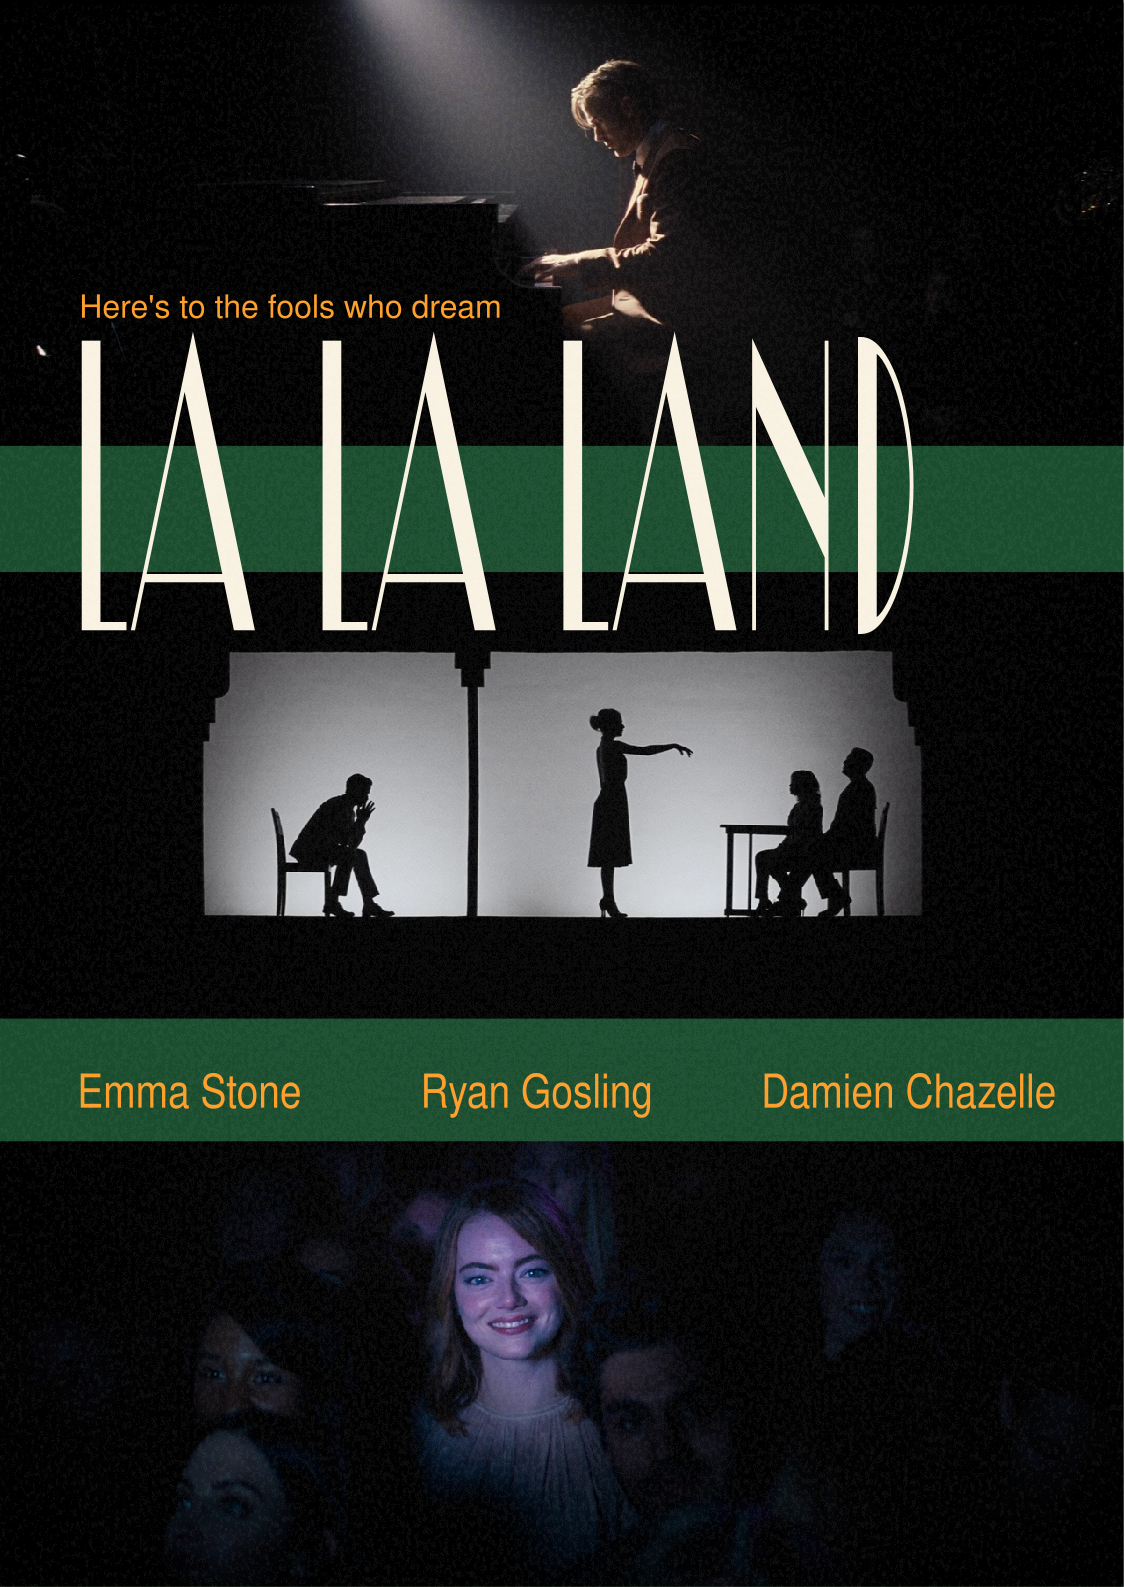 Here's to the fools who dream
LA LA LAND
Emma Stone Ryan Gosling Damien Chazelle